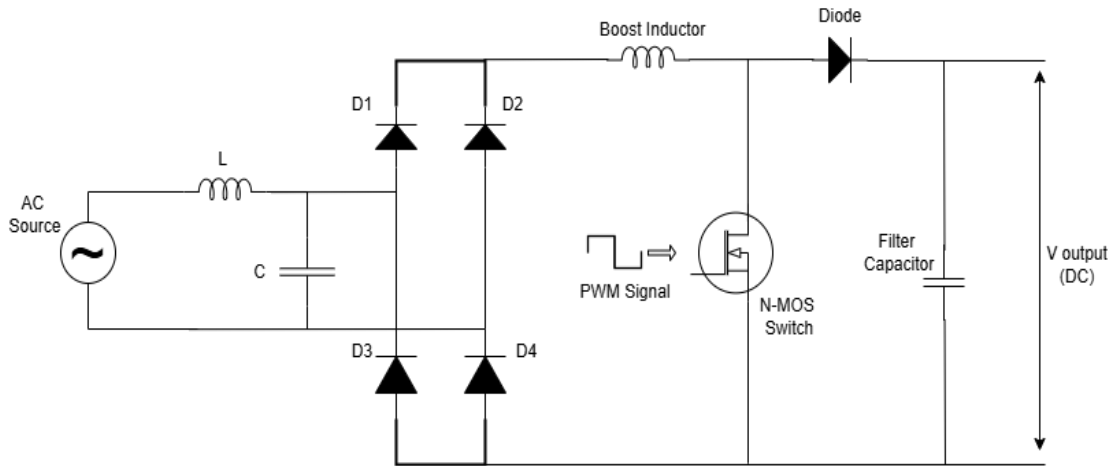 Diode
Boost Inductor
D1
D2
L
AC
Source
C
PWM Signal
N-MOS
Switch
Filter
Capacitor
V output
(DC)
D3
D4